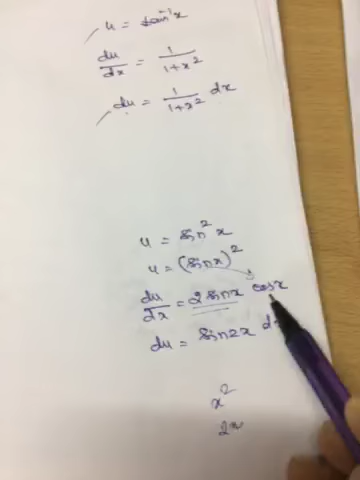 u = tan⁻¹x
du/dx = 1/1+x²
du = 1/1+x² dx
u = sin²x
u = (sinx)²
du/dx = 2sinx cosx
du = sin2x d
x²
2x